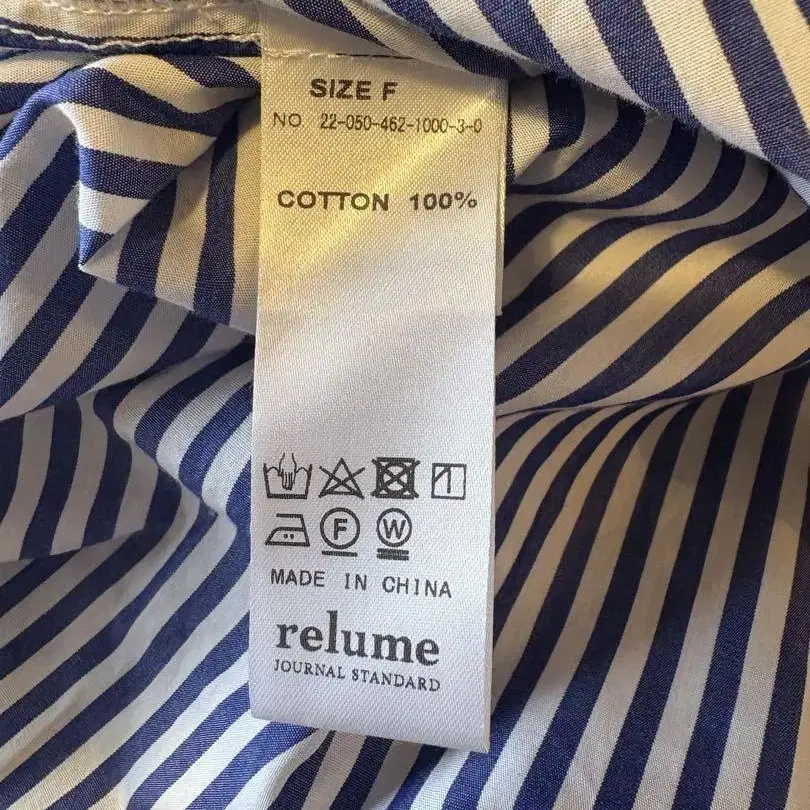 SIZE F
NO 22-050-462-1000-3-0
COTTON 100%
F W
MADE IN CHINA
relume
JOURNAL STANDARD